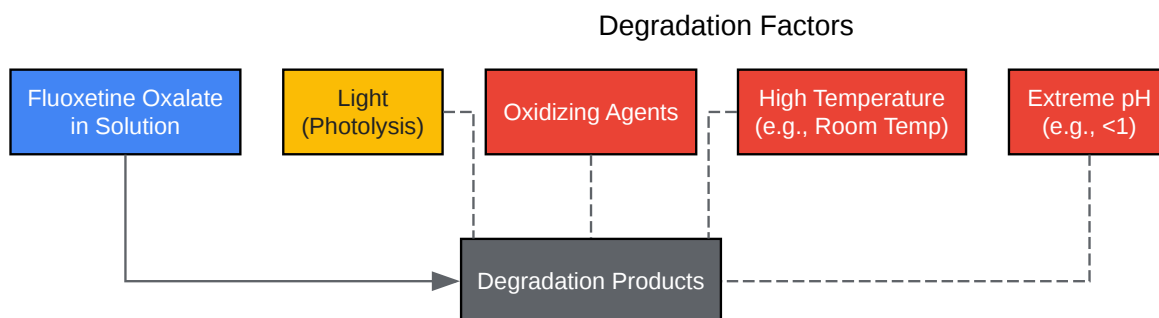 Degradation Factors
Fluoxetine Oxalate
in Solution
Light
(Photolysis)
Oxidizing Agents
High Temperature
(e.g., Room Temp)
Extreme pH
(e.g., <1)
Degradation Products